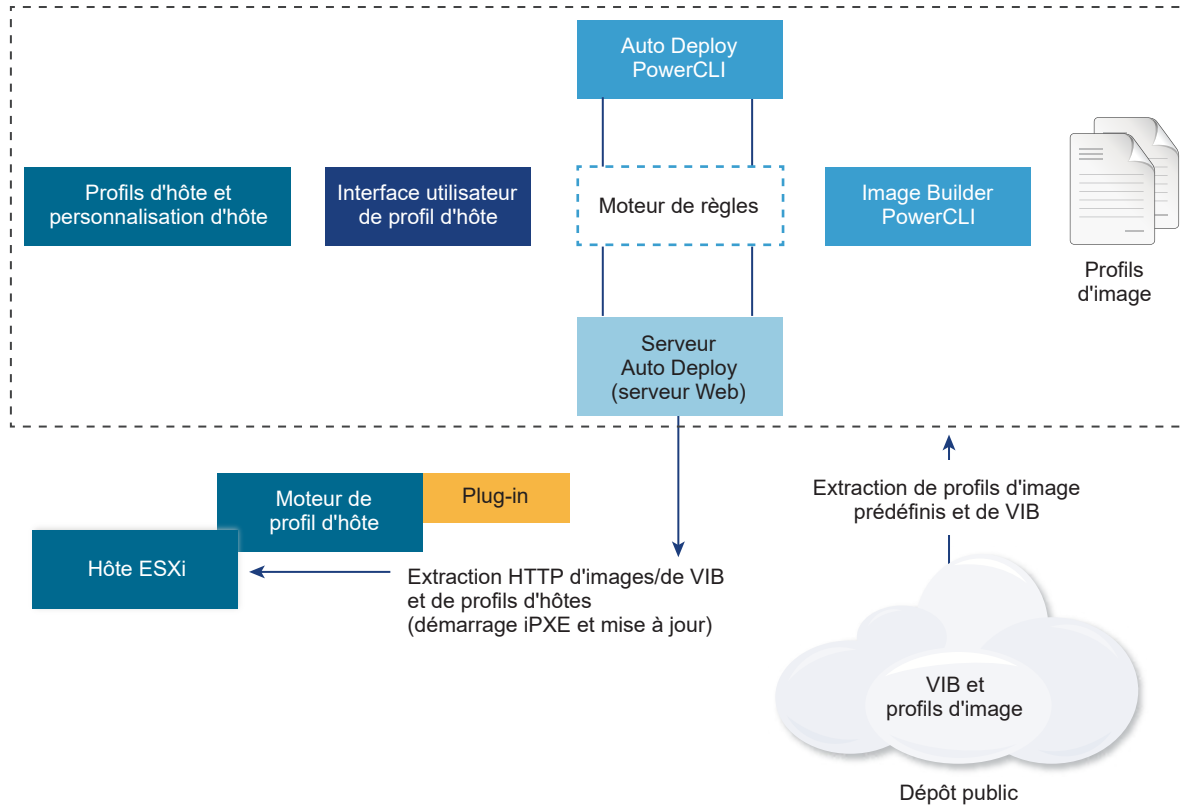 Auto Deploy
PowerCLI
Profils d'hôte et
personnalisation d'hôte
Interface utilisateur
de profil d'hôte
Moteur de règles
Image Builder
PowerCLI
Profils
d'image
Serveur
Auto Deploy
(serveur Web)
Moteur de
profil d'hôte
Plug-in
Hôte ESXi
Extraction HTTP d'images/de VIB
et de profils d'hôtes
(démarrage iPXE et mise à jour)
Extraction de profils d'image
prédéfinis et de VIB
VIB et
profils d'image
Dépôt public